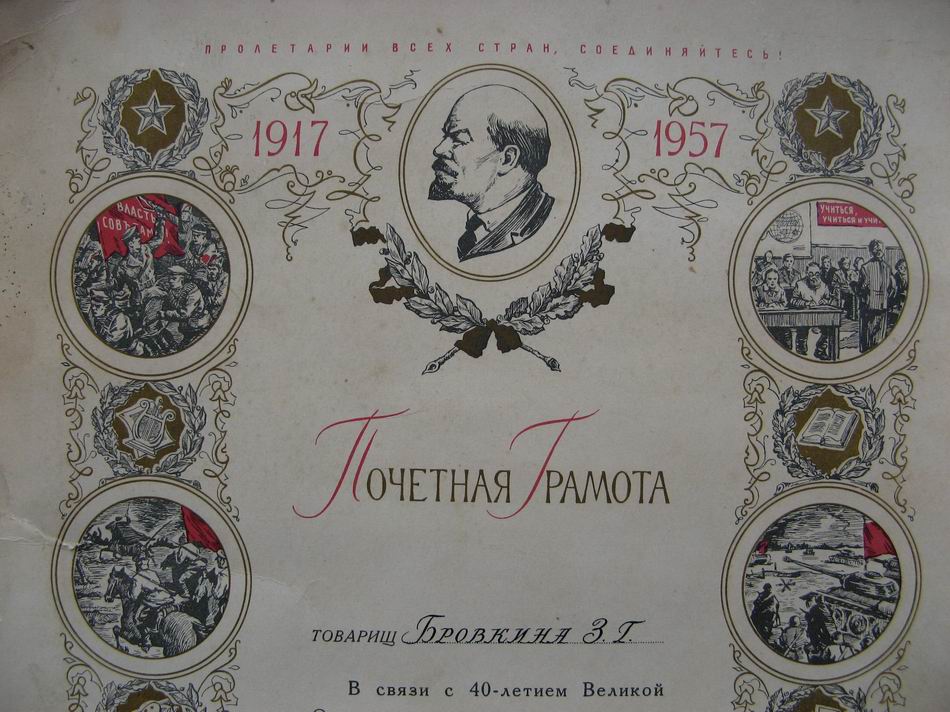 ПРОЛЕТАРИИ ВСЕХ СТРАН, СОЕДИНЯЙТЕСЬ!
1917
1957
ВЛАСТЬ
СОВЕТАМ
УЧИТЬСЯ,
УЧИТЬСЯ И УЧИ
ПОЧЕТНАЯ ГРАМОТА
ТОВАРИЩ БРОВКИНА З. Г.
В связи с 40-летием Великой